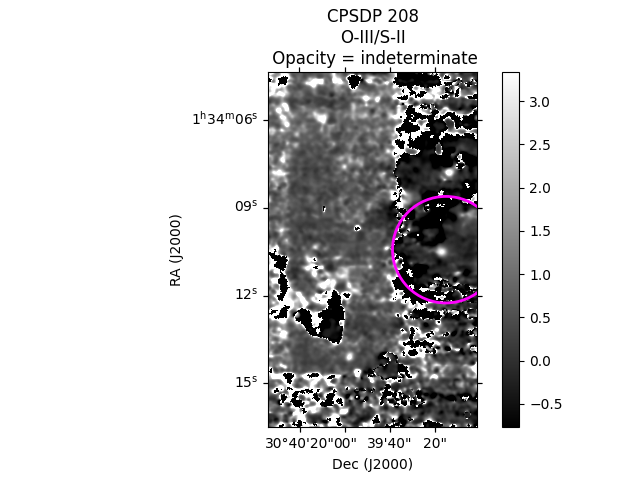 CPSDP 208
O-III/S-II
Opacity = indeterminate
1ʰ34ᵐ06ˢ
09ˢ
12ˢ
15ˢ
RA (J2000)
30°40'20"00" 39'40" 20"
Dec (J2000)
3.0
2.5
2.0
1.5
1.0
0.5
0.0
−0.5